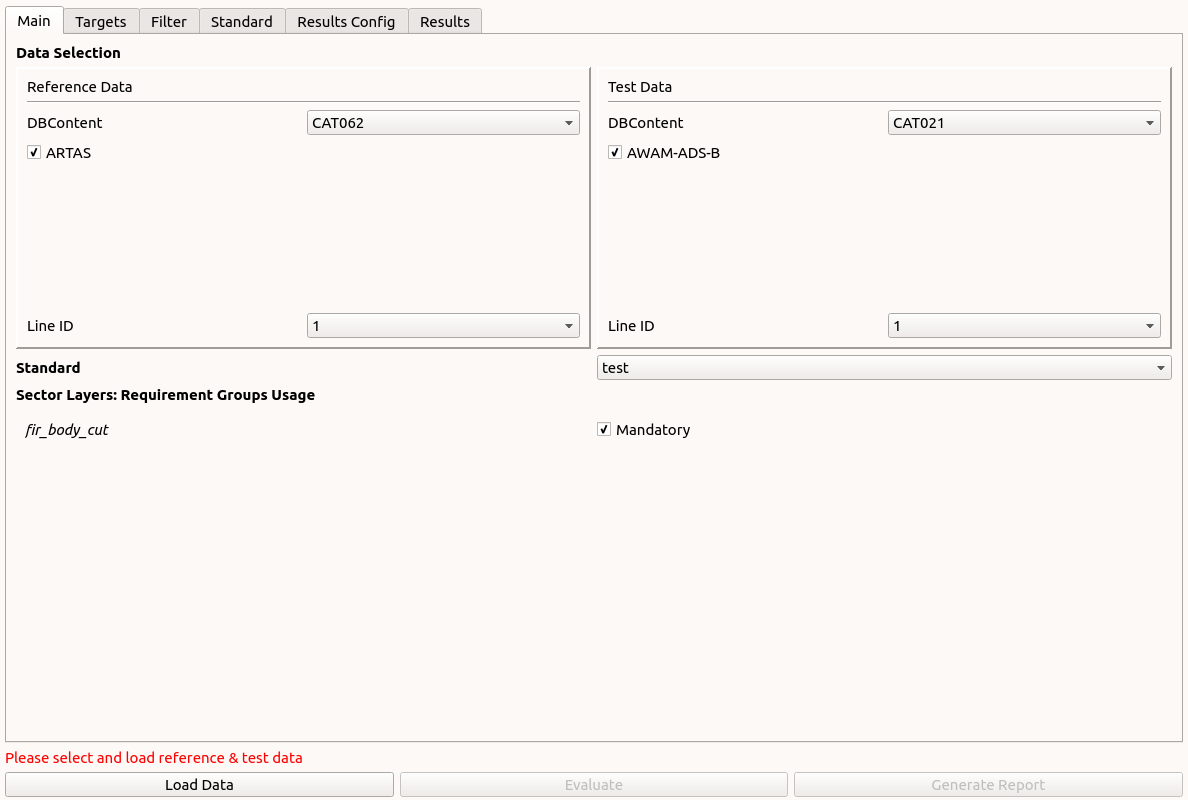 Main Targets Filter Standard Results Config Results
Data Selection
Reference Data
DBContent CAT062
ARTAS
Line ID 1
Test Data
DBContent CAT021
AWAM-ADS-B
Line ID 1
Standard test
Sector Layers: Requirement Groups Usage
fir_body_cut Mandatory
Please select and load reference & test data
Load Data Evaluate Generate Report